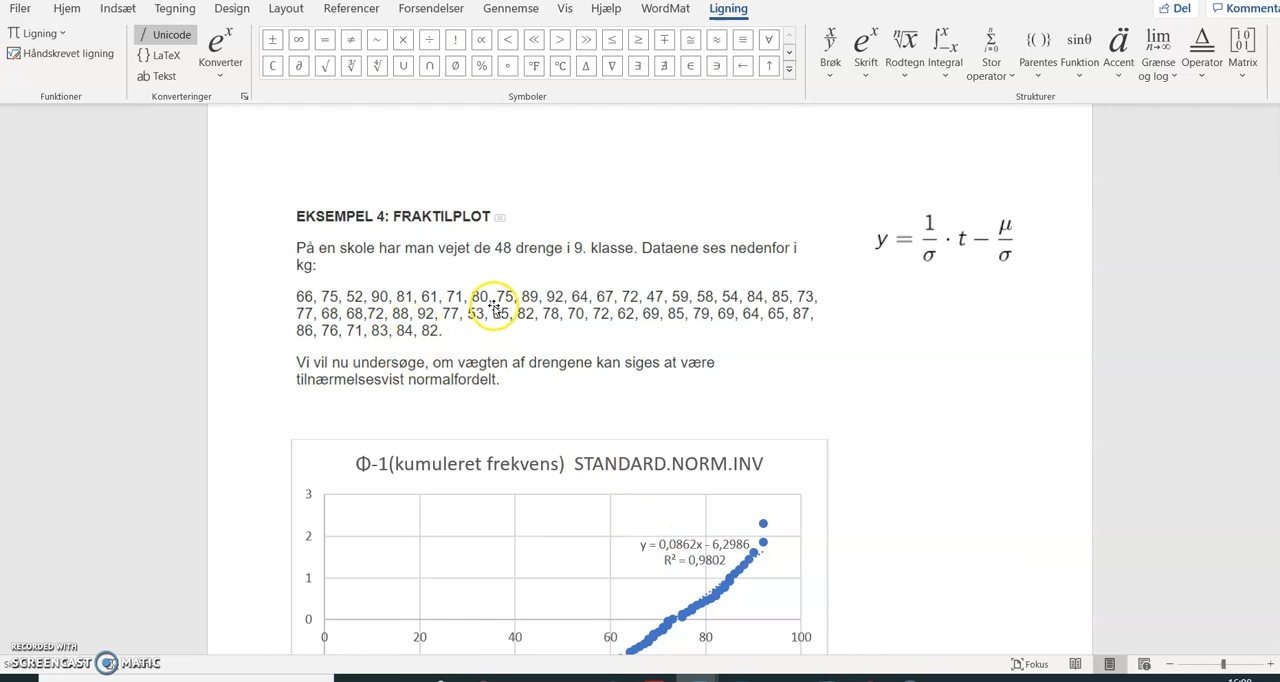 Filer Hjem Indsæt Tegning Design Layout Referencer Forsendelser Gennemse Vis Hjælp WordMat Ligning Del Kommenta
π Ligning
Håndskrevet ligning
Unicode
{} LaTeX
ab Tekst
e^x
Konverter
± ∞ = ≠ ~ × ÷ ! ∝ < ≪ > ≫ ≤ ≥ ∓ ≅ ≈ ≡ ∀
∁ ∂ √ ∛ ∜ ∪ ∩ ∅ % ° °F °C ∆ ∇ ∃ ∄ ∈ ∋ ← ↑
Brøk Skrift Rodtegn Integral Stor operator Parentes Funktion Accent Grænse og log Operator Matrix
Funktioner Konverteringer Symboler Strukturer
EKSEMPEL 4: FRAKTILPLOT
y = 1/σ · t − μ/σ
På en skole har man vejet de 48 drenge i 9. klasse. Dataene ses nedenfor i
kg:
66, 75, 52, 90, 81, 61, 71, 80, 75, 89, 92, 64, 67, 72, 47, 59, 58, 54, 84, 85, 73,
77, 68, 68,72, 88, 92, 77, 53, 82, 78, 70, 72, 62, 69, 85, 79, 69, 64, 65, 87,
86, 76, 71, 83, 84, 82.
Vi vil nu undersøge, om vægten af drengene kan siges at være
tilnærmelsesvist normalfordelt.
Φ-1(kumuleret frekvens) STANDARD.NORM.INV
3
2
y = 0,0862x - 6,2986
R² = 0,9802
1
0
0 20 40 60 80 100
RECORDED WITH
SCREENCAST MATIC
Fokus